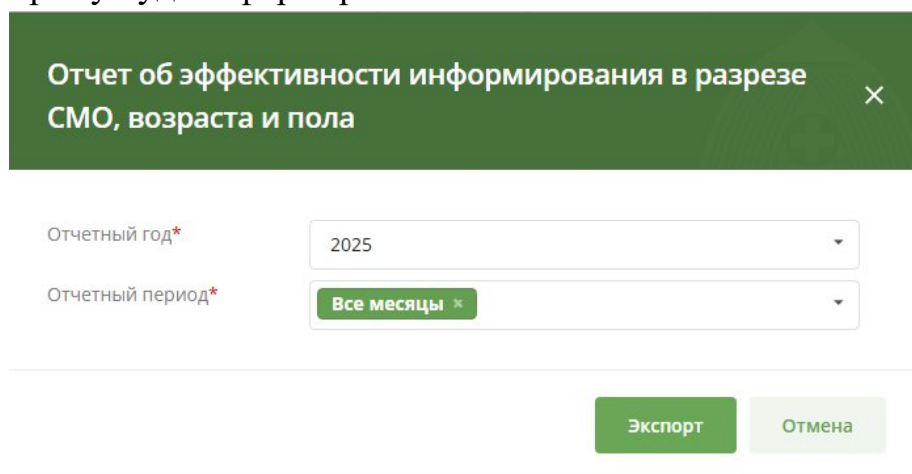 Отчет об эффективности информирования в разрезе
СМО, возраста и пола
Отчетный год*
2025
Отчетный период*
Все месяцы ×
Экспорт
Отмена